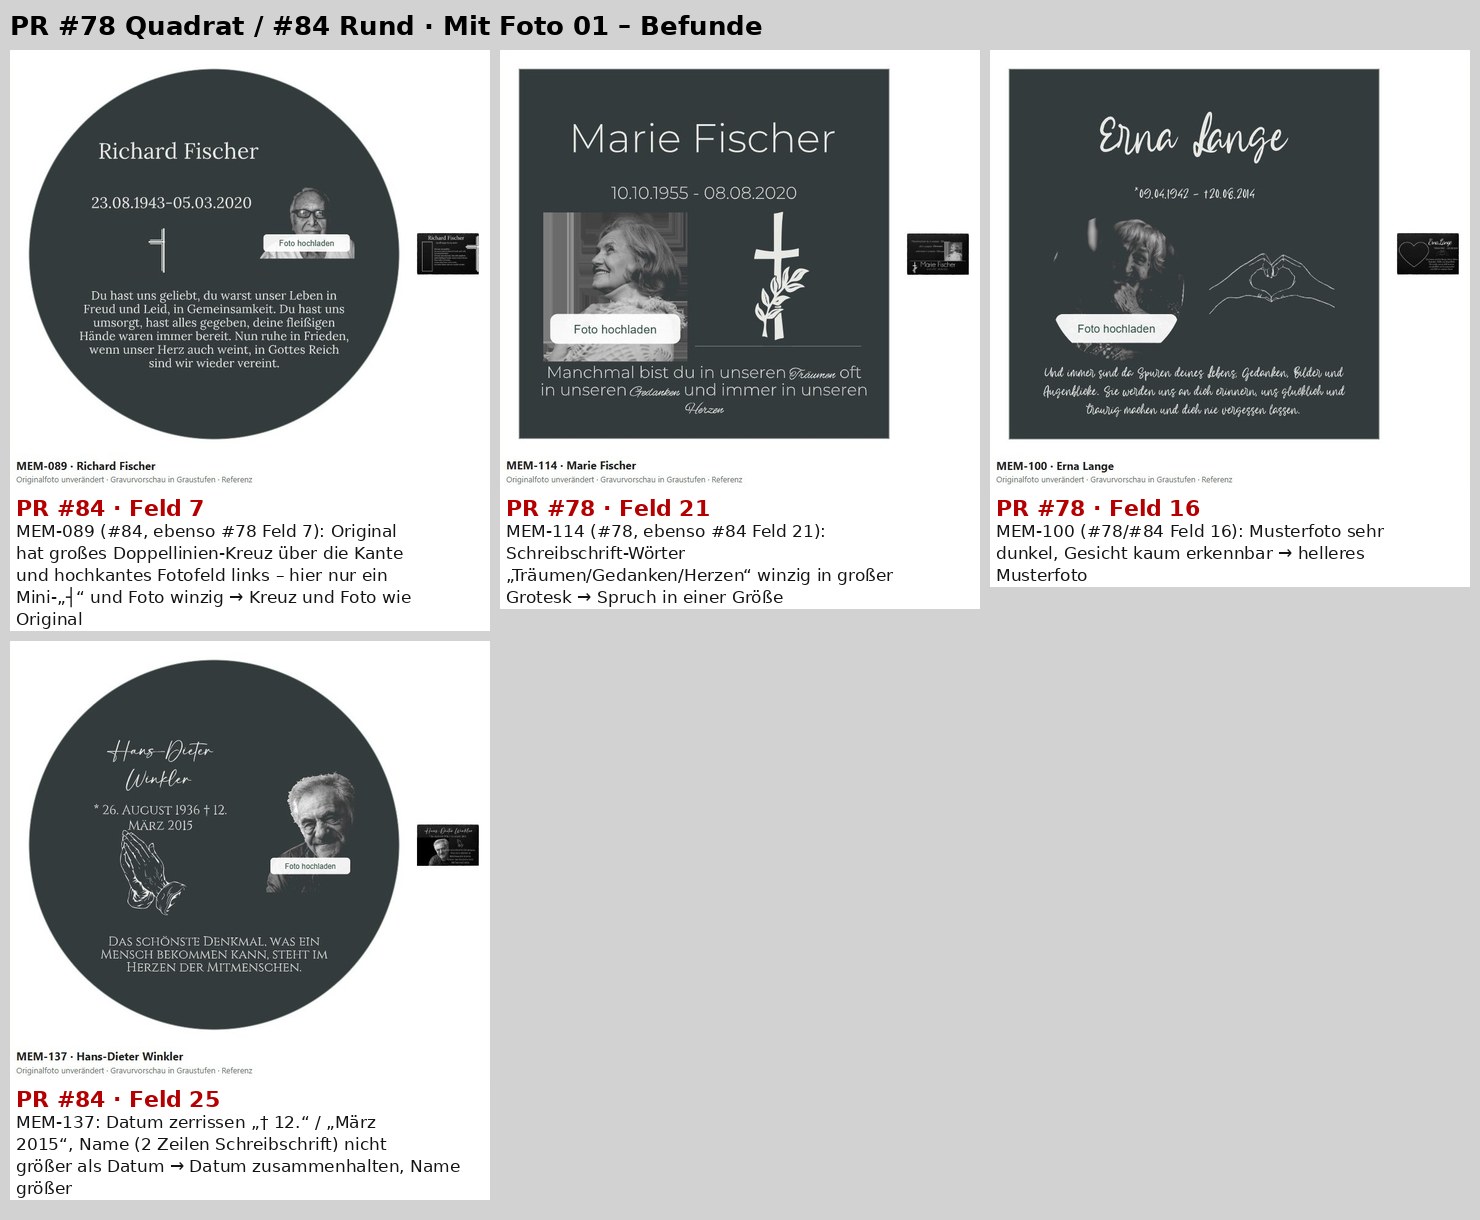 PR #78 Quadrat / #84 Rund · Mit Foto 01 – Befunde
Richard Fischer
23.08.1943-05.03.2020
Foto hochladen
Du hast uns geliebt, du warst unser Leben in
Freud und Leid, in Gemeinsamkeit. Du hast uns
umsorgt, hast alles gegeben, deine fleißigen
Hände waren immer bereit. Nun ruhe in Frieden,
wenn unser Herz auch weint, in Gottes Reich
sind wir wieder vereint.
Richard Fischer
MEM-089 · Richard Fischer
Originalfoto unverändert · Gravurvorschau in Graustufen · Referenz
PR #84 · Feld 7
MEM-089 (#84, ebenso #78 Feld 7): Original
hat großes Doppellinien-Kreuz über die Kante
und hochkantes Fotofeld links – hier nur ein
Mini-„┤“ und Foto winzig → Kreuz und Foto wie
Original
Marie Fischer
10.10.1955 - 08.08.2020
Foto hochladen
Manchmal bist du in unseren Träumen oft
in unseren Gedanken und immer in unseren
Herzen
Marie Fischer
MEM-114 · Marie Fischer
Originalfoto unverändert · Gravurvorschau in Graustufen · Referenz
PR #78 · Feld 21
MEM-114 (#78, ebenso #84 Feld 21):
Schreibschrift-Wörter
„Träumen/Gedanken/Herzen“ winzig in großer
Grotesk → Spruch in einer Größe
Erna Lange
*09.04.1942 - †20.08.2014
Foto hochladen
Und immer sind da Spuren deines Lebens, Gedanken, Bilder und
Augenblicke. Sie werden uns an dich erinnern, uns glücklich und
traurig machen und dich nie vergessen lassen.
Erna Lange
MEM-100 · Erna Lange
Originalfoto unverändert · Gravurvorschau in Graustufen · Referenz
PR #78 · Feld 16
MEM-100 (#78/#84 Feld 16): Musterfoto sehr
dunkel, Gesicht kaum erkennbar → helleres
Musterfoto
Hans-Dieter
Winkler
* 26. August 1936 † 12.
März 2015
Foto hochladen
Das schönste Denkmal, was ein
Mensch bekommen kann, steht im
Herzen der Mitmenschen.
Hans-Dieter Winkler
MEM-137 · Hans-Dieter Winkler
Originalfoto unverändert · Gravurvorschau in Graustufen · Referenz
PR #84 · Feld 25
MEM-137: Datum zerrissen „† 12.“ / „März
2015“, Name (2 Zeilen Schreibschrift) nicht
größer als Datum → Datum zusammenhalten, Name
größer